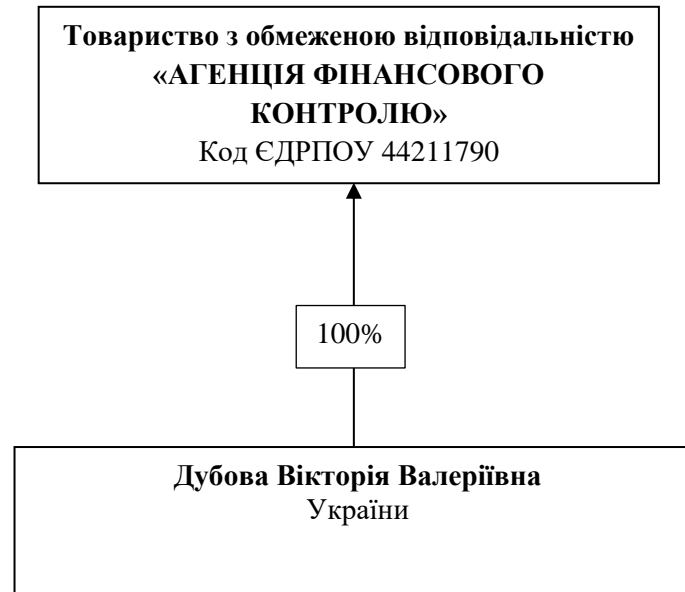 Товариство з обмеженою відповідальністю
«АГЕНЦІЯ ФІНАНСОВОГО
КОНТРОЛЮ»
Код ЄДРПОУ 44211790
100%
Дубова Вікторія Валеріївна
України